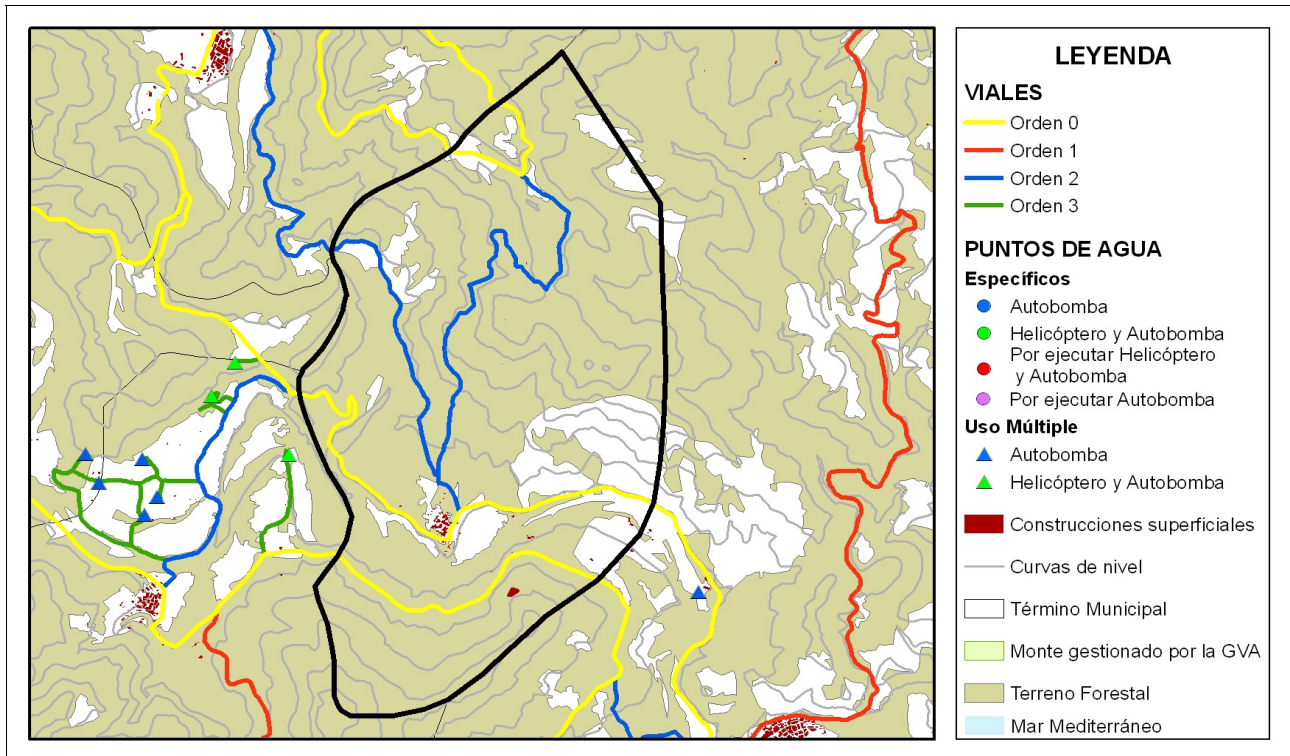 LEYENDA
VIALES
Orden 0
Orden 1
Orden 2
Orden 3
PUNTOS DE AGUA
Específicos
Autobomba
Helicóptero y Autobomba
Por ejecutar Helicóptero
y Autobomba
Por ejecutar Autobomba
Uso Múltiple
Autobomba
Helicóptero y Autobomba
Construcciones superficiales
Curvas de nivel
Término Municipal
Monte gestionado por la GVA
Terreno Forestal
Mar Mediterráneo